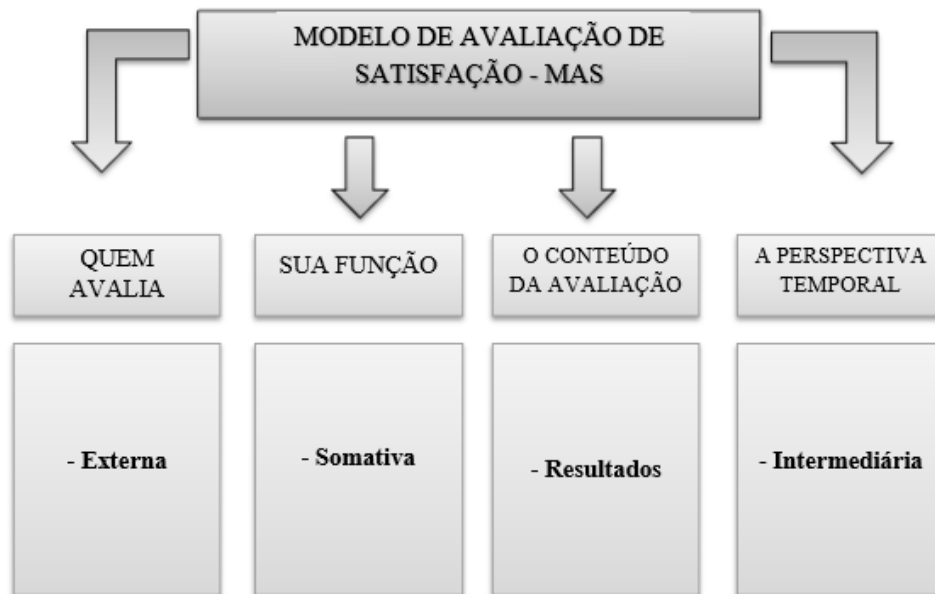 MODELO DE AVALIAÇÃO DE
SATISFAÇÃO - MAS
QUEM
AVALIA
SUA FUNÇÃO
O CONTEÚDO
DA AVALIAÇÃO
A PERSPECTIVA
TEMPORAL
- Externa
- Somativa
- Resultados
- Intermediária